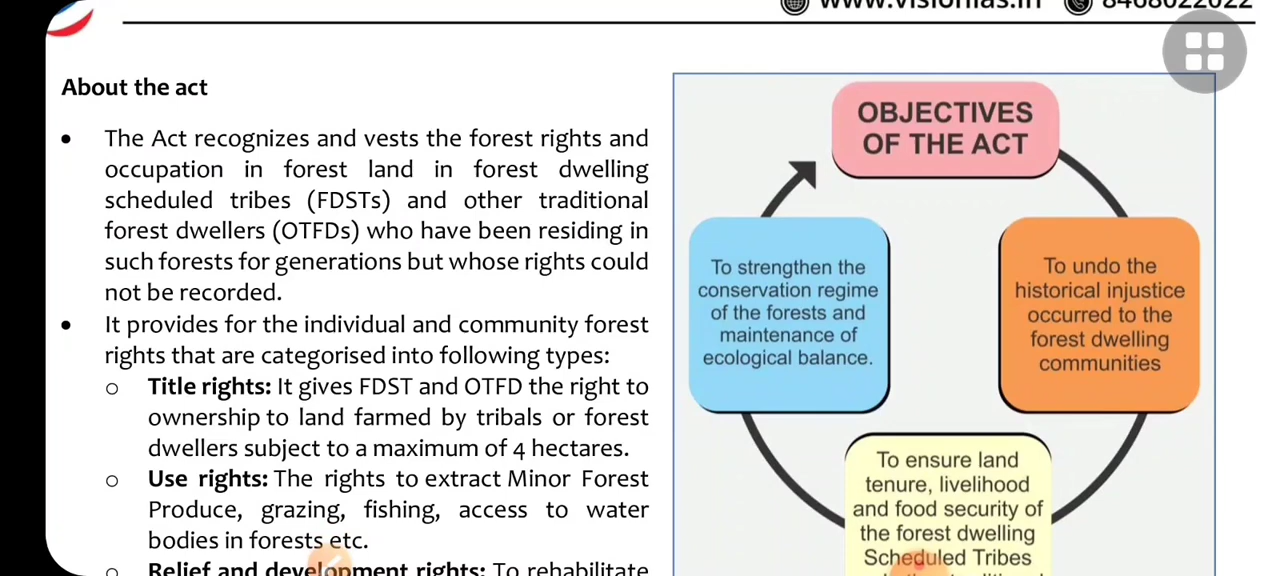 www.visionias.in
8468022022
About the act
• The Act recognizes and vests the forest rights and
occupation in forest land in forest dwelling
scheduled tribes (FDSTs) and other traditional
forest dwellers (OTFDs) who have been residing in
such forests for generations but whose rights could
not be recorded.
• It provides for the individual and community forest
rights that are categorised into following types:
o Title rights: It gives FDST and OTFD the right to
ownership to land farmed by tribals or forest
dwellers subject to a maximum of 4 hectares.
o Use rights: The rights to extract Minor Forest
Produce, grazing, fishing, access to water
bodies in forests etc.
o Relief and development rights: To rehabilitate
OBJECTIVES
OF THE ACT
To strengthen the
conservation regime
of the forests and
maintenance of
ecological balance.
To undo the
historical injustice
occurred to the
forest dwelling
communities
To ensure land
tenure, livelihood
and food security of
the forest dwelling
Scheduled Tribes